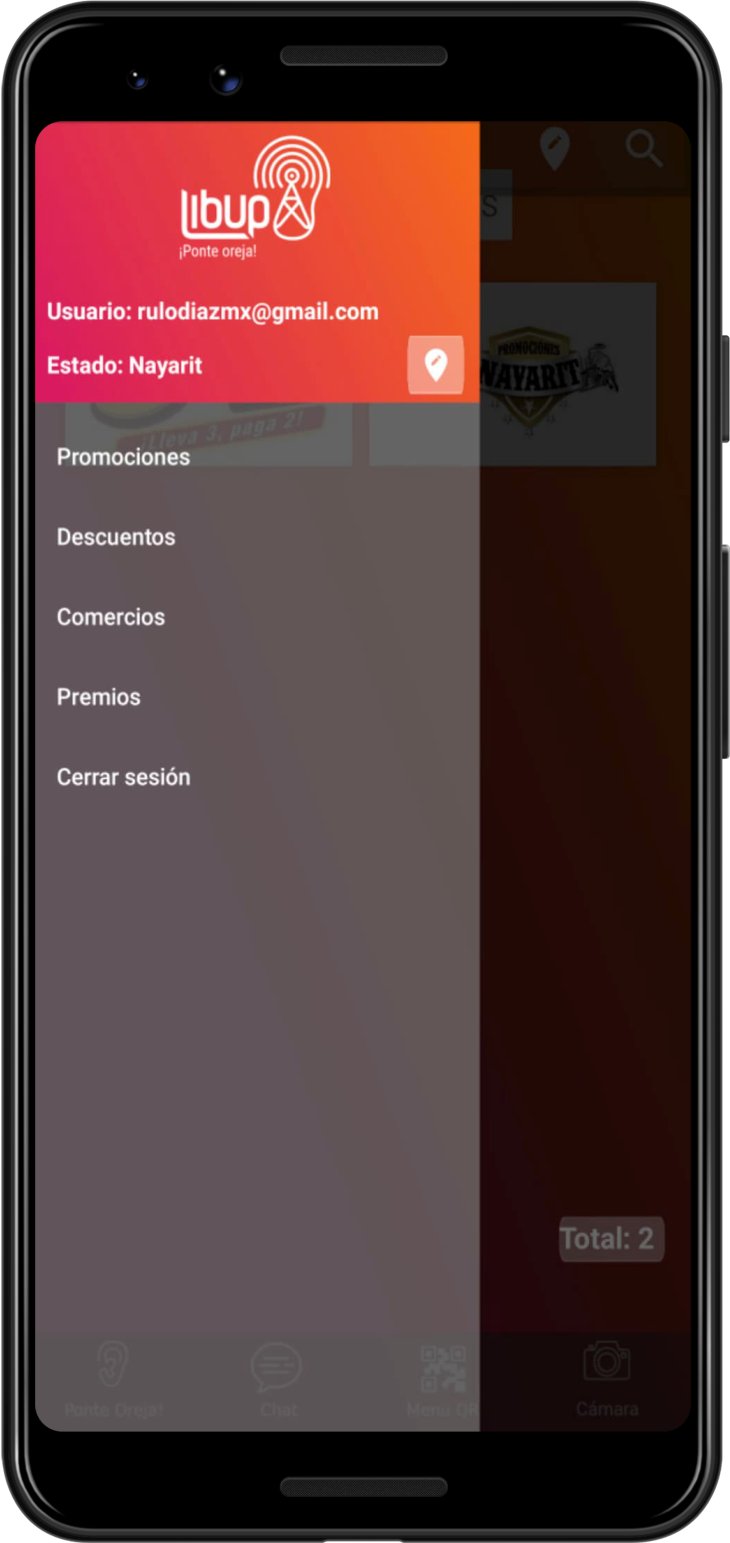 libup
¡Ponte oreja!
Usuario: rulodiazmx@gmail.com
Estado: Nayarit
S
PROMOCIONES
NAYARIT
¡Lleva 3, paga 2!
Promociones
Descuentos
Comercios
Premios
Cerrar sesión
Total: 2
Ponte Oreja!
Chat
Menú QR
Cámara